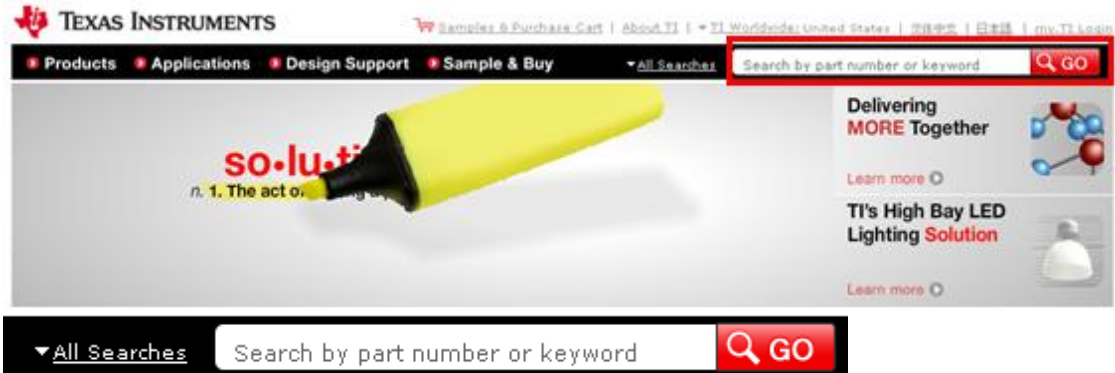 TEXAS INSTRUMENTS
Samples & Purchase Cart | About TI | TI Worldwide: United States | 简体中文 | 日本語 | my.TI Login
Products Applications Design Support Sample & Buy All Searches Search by part number or keyword GO
so•lu•ti
n. 1. The act o
Delivering
MORE Together
Learn more
TI's High Bay LED
Lighting Solution
Learn more
All Searches Search by part number or keyword GO